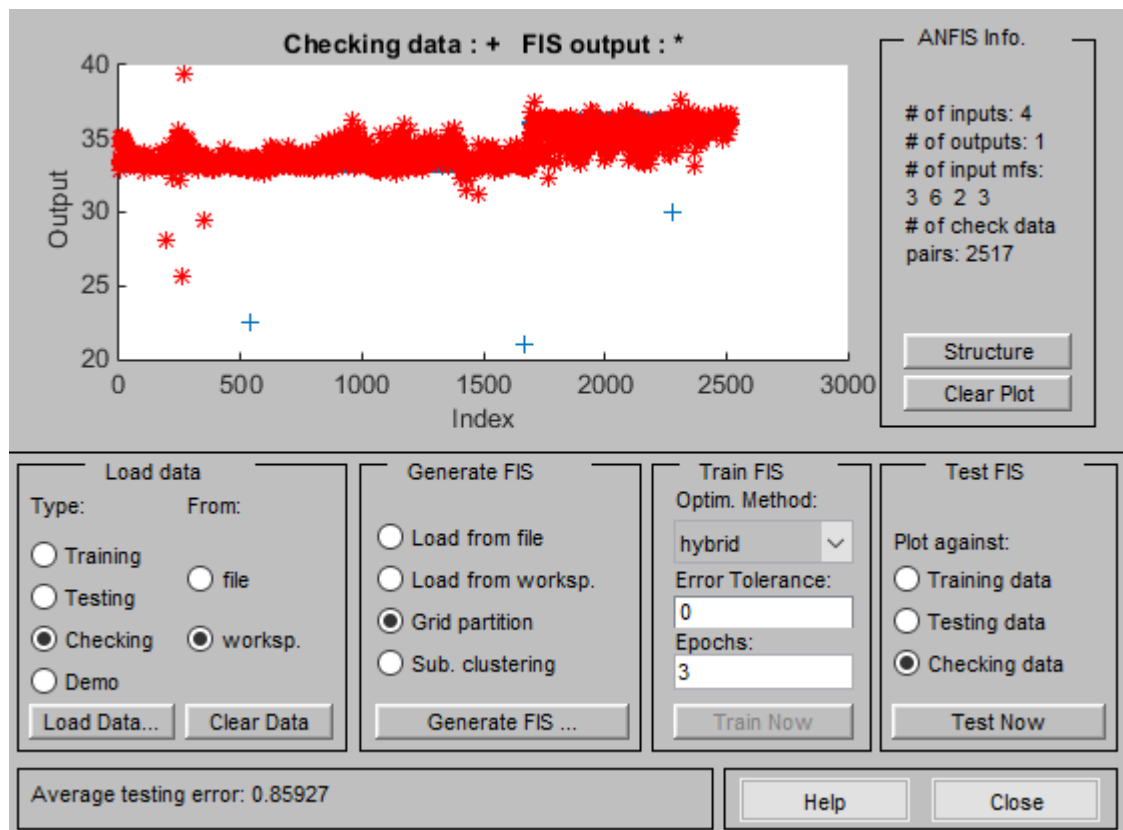 Checking data : +   FIS output : *
40
35
30
25
20
Output
0
500
1000
1500
2000
2500
3000
Index
ANFIS Info.
# of inputs: 4
# of outputs: 1
# of input mfs:
3 6 2 3
# of check data
pairs: 2517
Structure
Clear Plot
Load data
Type:
From:
Training
Testing
Checking
Demo
file
worksp.
Load Data...
Clear Data
Generate FIS
Load from file
Load from worksp.
Grid partition
Sub. clustering
Generate FIS ...
Train FIS
Optim. Method:
hybrid
Error Tolerance:
0
Epochs:
3
Train Now
Test FIS
Plot against:
Training data
Testing data
Checking data
Test Now
Average testing error: 0.85927
Help
Close